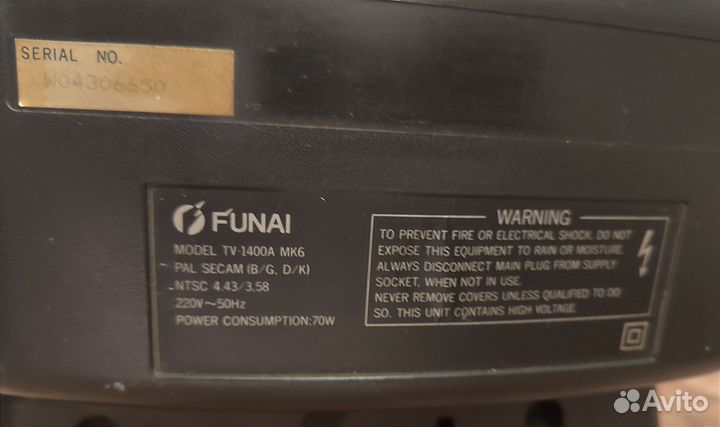 SERIAL NO.
W04306650
FUNAI
MODEL TV-1400A MK6
PAL SECAM (B/G, D/K)
NTSC 4.43/3.58
220V~50Hz
POWER CONSUMPTION:70W
WARNING
TO PREVENT FIRE OR ELECTRICAL SHOCK, DO NOT
EXPOSE THIS EQUIPMENT TO RAIN OR MOISTURE.
ALWAYS DISCONNECT MAIN PLUG FROM SUPPLY
SOCKET, WHEN NOT IN USE.
NEVER REMOVE COVERS UNLESS QUALIFIED TO DO
SO. THIS UNIT CONTAINS HIGH VOLTAGE.
Avito